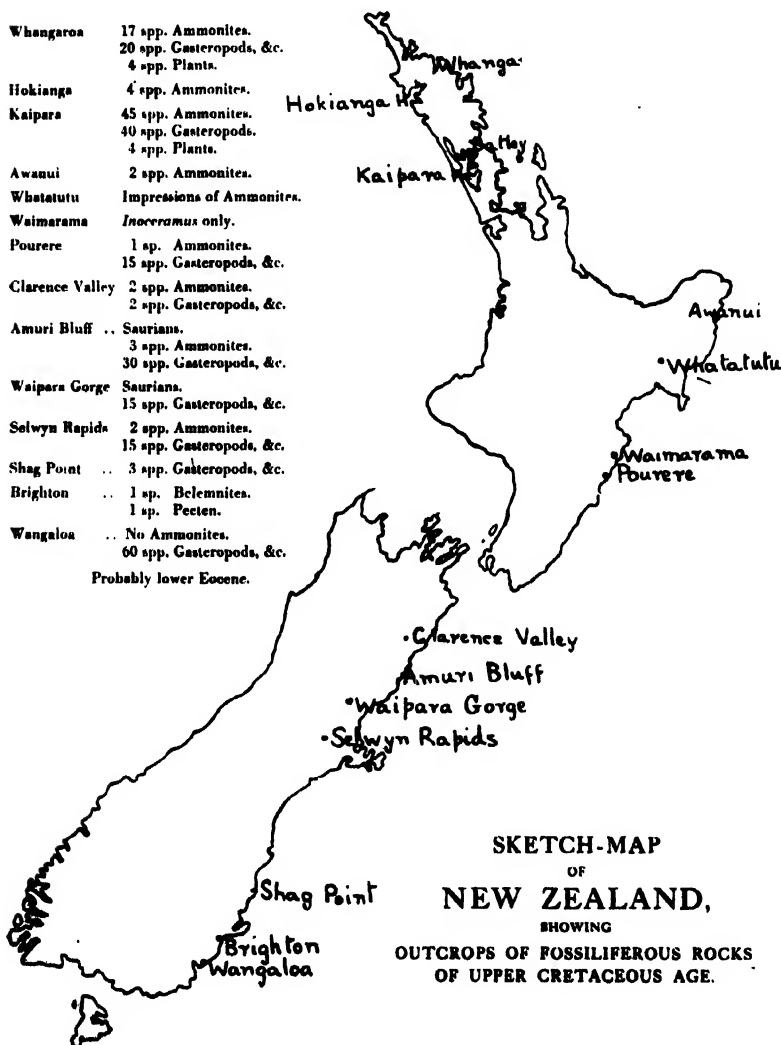 Whangaroa 17 spp. Ammonites.
20 spp. Gasteropods, &c.
4 spp. Plants.
Hokianga 4 spp. Ammonites.
Kaipara 45 spp. Ammonites.
40 spp. Gasteropods.
4 spp. Plants.
Awanui 2 spp. Ammonites.
Whatatutu Impressions of Ammonites.
Waimarama Inoceramus only.
Pourere 1 sp. Ammonites.
15 spp. Gasteropods, &c.
Clarence Valley 2 spp. Ammonites.
2 spp. Gasteropods, &c.
Amuri Bluff .. Saurians.
3 spp. Ammonites.
30 spp. Gasteropods, &c.
Waipara Gorge Saurians.
15 spp. Gasteropods, &c.
Selwyn Rapids 2 spp. Ammonites.
15 spp. Gasteropods, &c.
Shag Point .. 3 spp. Gasteropods, &c.
Brighton .. 1 sp. Belemnites.
1 sp. Pecten.
Wangaloa .. No Ammonites.
60 spp. Gasteropods, &c.
Probably lower Eocene.
Whanga
Hokianga H
Kaipara H
Awanui
Whatatutu
Waimarama
Pourere
Clarence Valley
Amuri Bluff
Waipara Gorge
Selwyn Rapids
Shag Point
Brighton
Wangaloa
SKETCH-MAP
OF
NEW ZEALAND,
SHOWING
OUTCROPS OF FOSSILIFEROUS ROCKS
OF UPPER CRETACEOUS AGE.